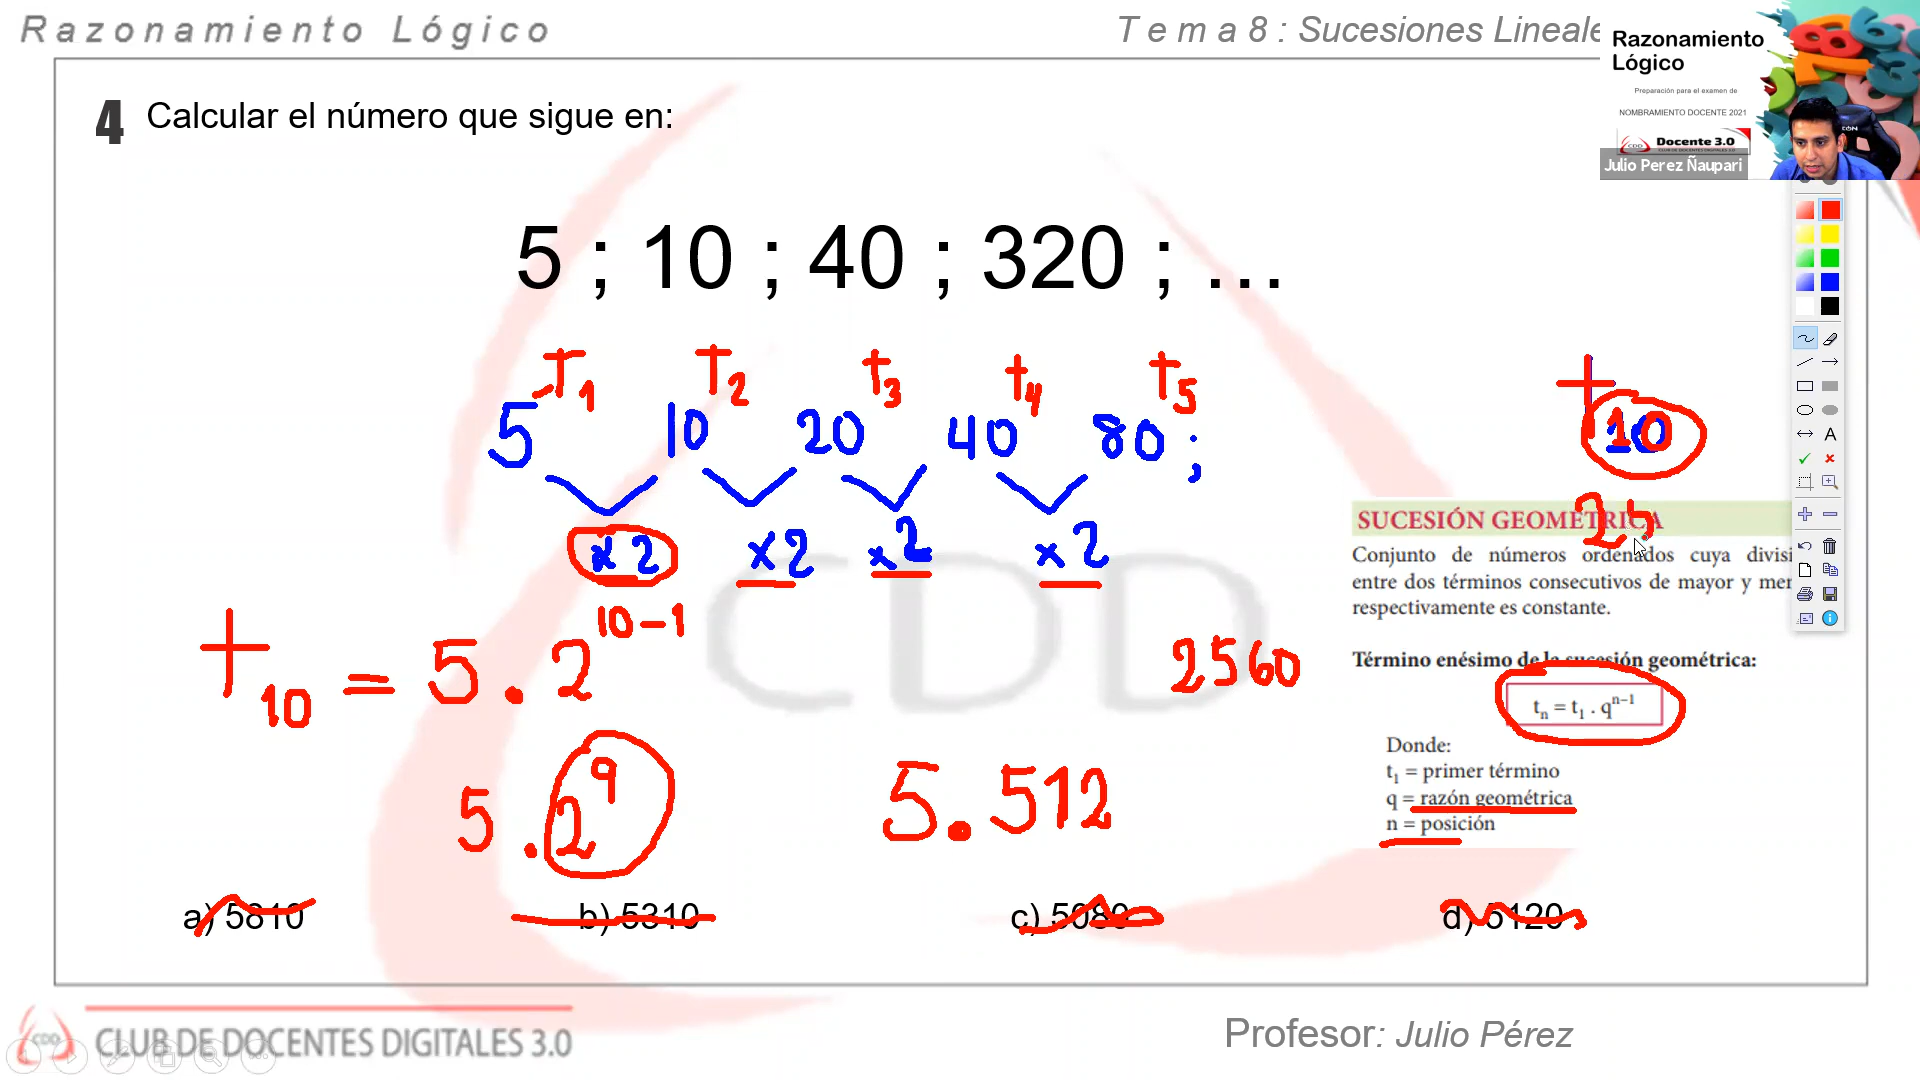 Razonamiento Lógico
Tema 8: Sucesiones Lineale
Razonamiento
Lógico
Preparación para el examen de
NOMBRAMIENTO DOCENTE 2021
Docente 3.0
Julio Perez Ñaupari
4 Calcular el número que sigue en:
5 ; 10 ; 40 ; 320 ; ...
T1 T2 t3 t4 t5
5 10 20 40 80 ;
×2 ×2 ×2 ×2
t10
25
SUCESIÓN GEOMÉTRICA
Conjunto de números ordenados cuya divisi
entre dos términos consecutivos de mayor y men
respectivamente es constante.
t10 = 5 . 2^10-1
2560
Término enésimo de la sucesión geométrica:
tn = t1 . q^n-1
Donde:
t1 = primer término
q = razón geométrica
n = posición
5 . 2^9
5 . 512
a) 5810 b) 5310 c) 5080 d) 5120
CDD
CLUB DE DOCENTES DIGITALES 3.0
Profesor: Julio Pérez